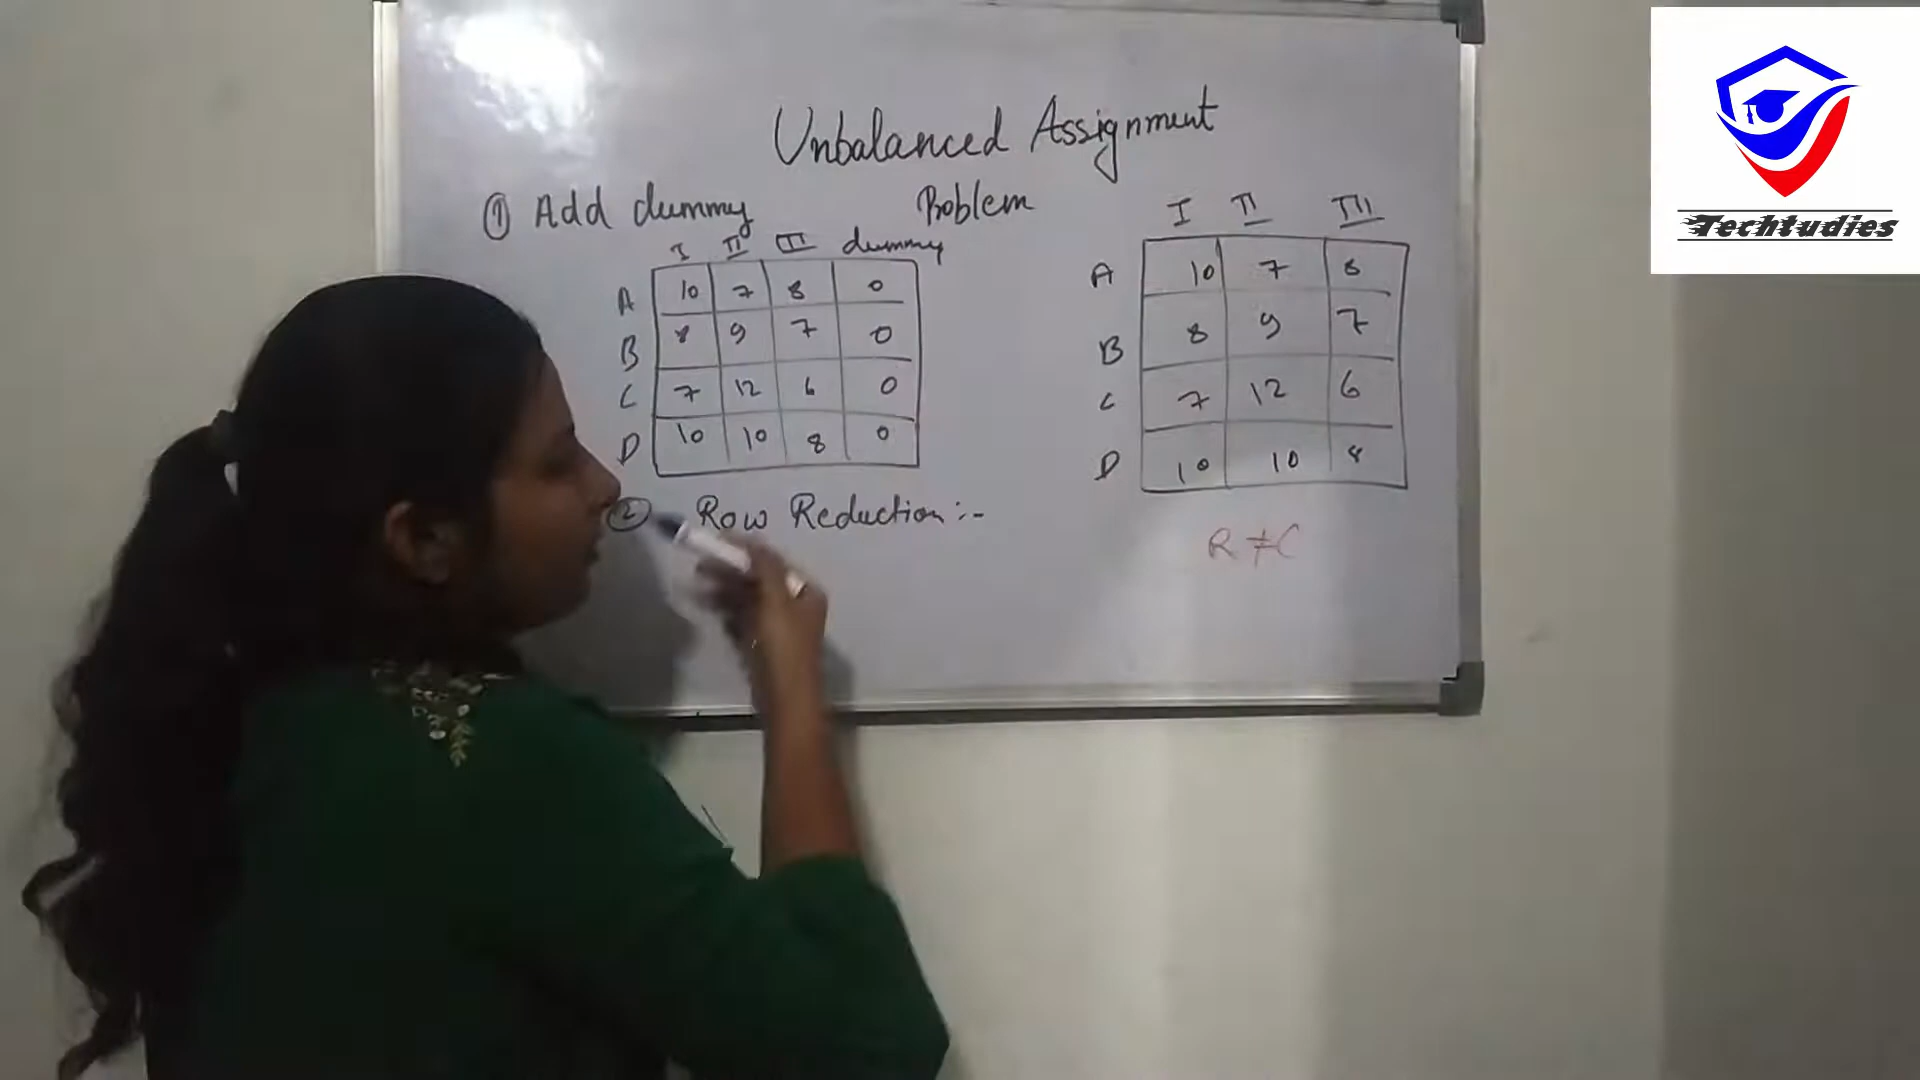 Unbalanced Assignment
Problem
① Add dummy
I II III dummy
A 10 7 8 0
B 8 9 7 0
C 7 12 6 0
D 10 10 8 0
② Row Reduction :-
I II III
A 10 7 8
B 8 9 7
C 7 12 6
D 10 10 8
R ≠ C
Techtudies